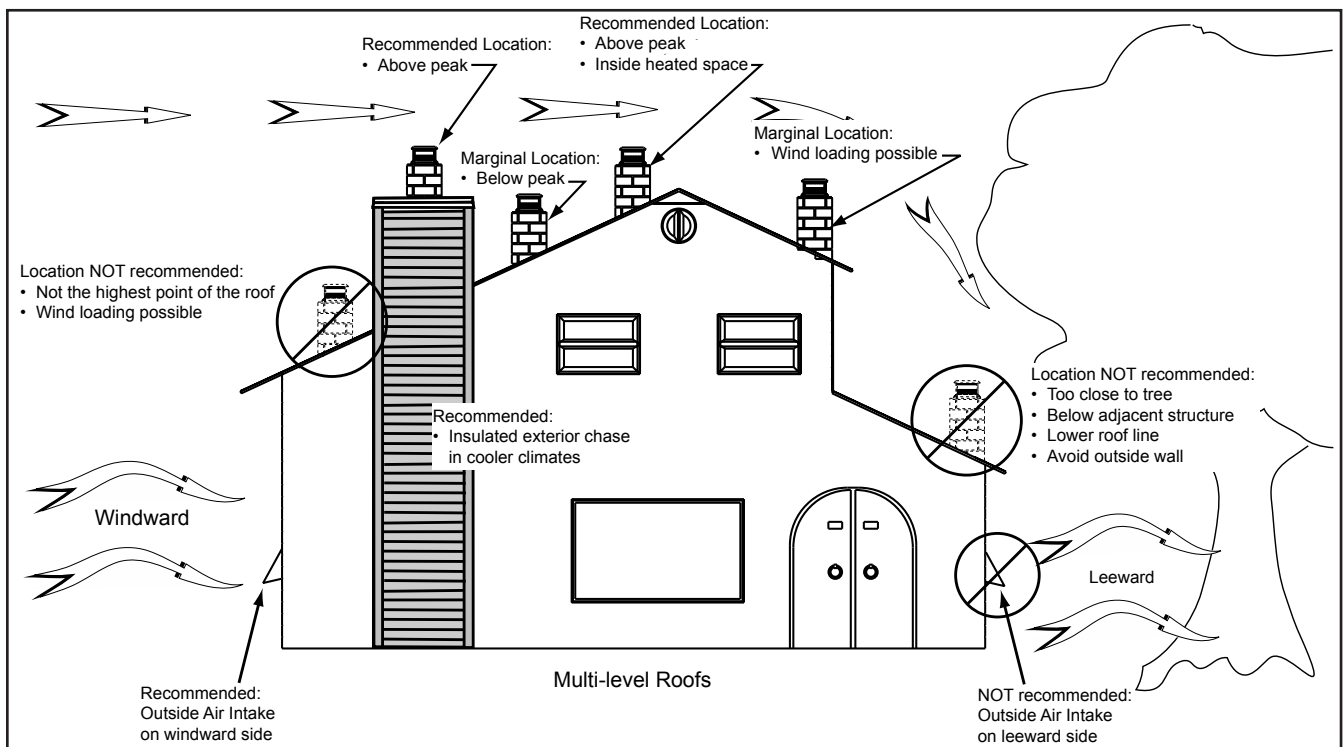 Recommended Location:
• Above peak
Recommended Location:
• Above peak
• Inside heated space
Marginal Location:
• Below peak
Marginal Location:
• Wind loading possible
Location NOT recommended:
• Not the highest point of the roof
• Wind loading possible
Recommended:
• Insulated exterior chase
in cooler climates
Location NOT recommended:
• Too close to tree
• Below adjacent structure
• Lower roof line
• Avoid outside wall
Windward
Leeward
Recommended:
Outside Air Intake
on windward side
Multi-level Roofs
NOT recommended:
Outside Air Intake
on leeward side